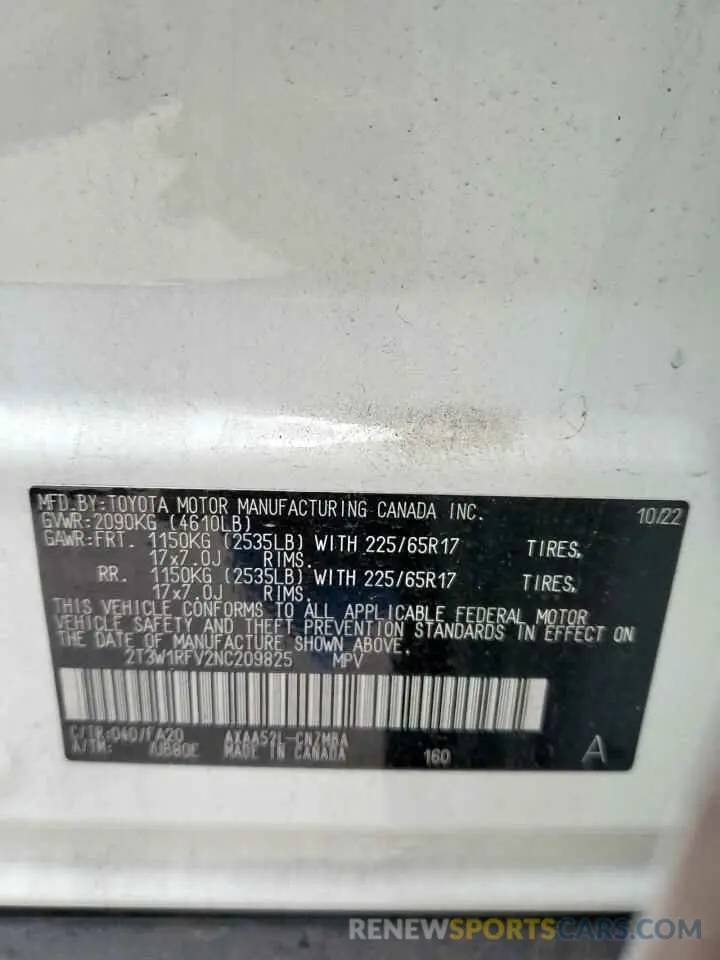 MFD.BY:TOYOTA MOTOR MANUFACTURING CANADA INC. 10/22
GVWR:2090KG (4610LB)
GAWR:FRT. 1150KG (2535LB) WITH 225/65R17 TIRES,
17x7.0J RIMS.
RR. 1150KG (2535LB) WITH 225/65R17 TIRES,
17x7.0J RIMS.
THIS VEHICLE CONFORMS TO ALL APPLICABLE FEDERAL MOTOR
VEHICLE SAFETY AND THEFT PREVENTION STANDARDS IN EFFECT ON
THE DATE OF MANUFACTURE SHOWN ABOVE.
2T3W1RFV2NC209825 MPV
C/TR:040/FA20 AXAA52L-CNZMBA
A/TM: MADE IN CANADA 160 A
RENEWSPORTSCARS.COM